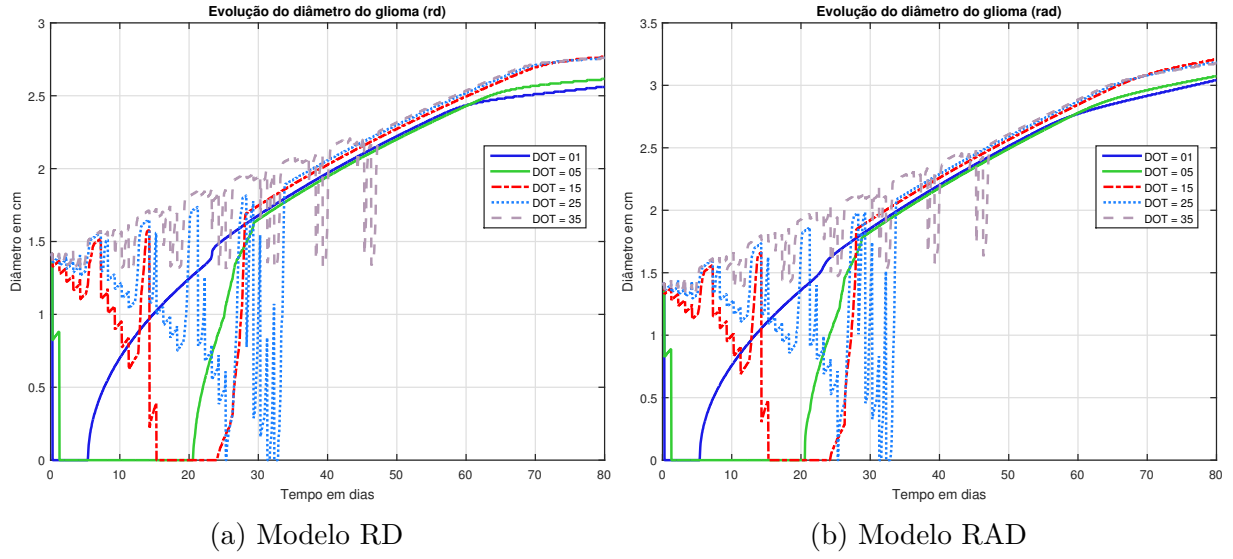 Evolução do diâmetro do glioma (rd)
3
2.5
2
1.5
1
0.5
0
Diâmetro em cm
DOT = 01
DOT = 05
DOT = 15
DOT = 25
DOT = 35
0 10 20 30 40 50 60 70 80
Tempo em dias
(a) Modelo RD
Evolução do diâmetro do glioma (rad)
3.5
3
2.5
2
1.5
1
0.5
0
Diâmetro em cm
DOT = 01
DOT = 05
DOT = 15
DOT = 25
DOT = 35
0 10 20 30 40 50 60 70 80
Tempo em dias
(b) Modelo RAD